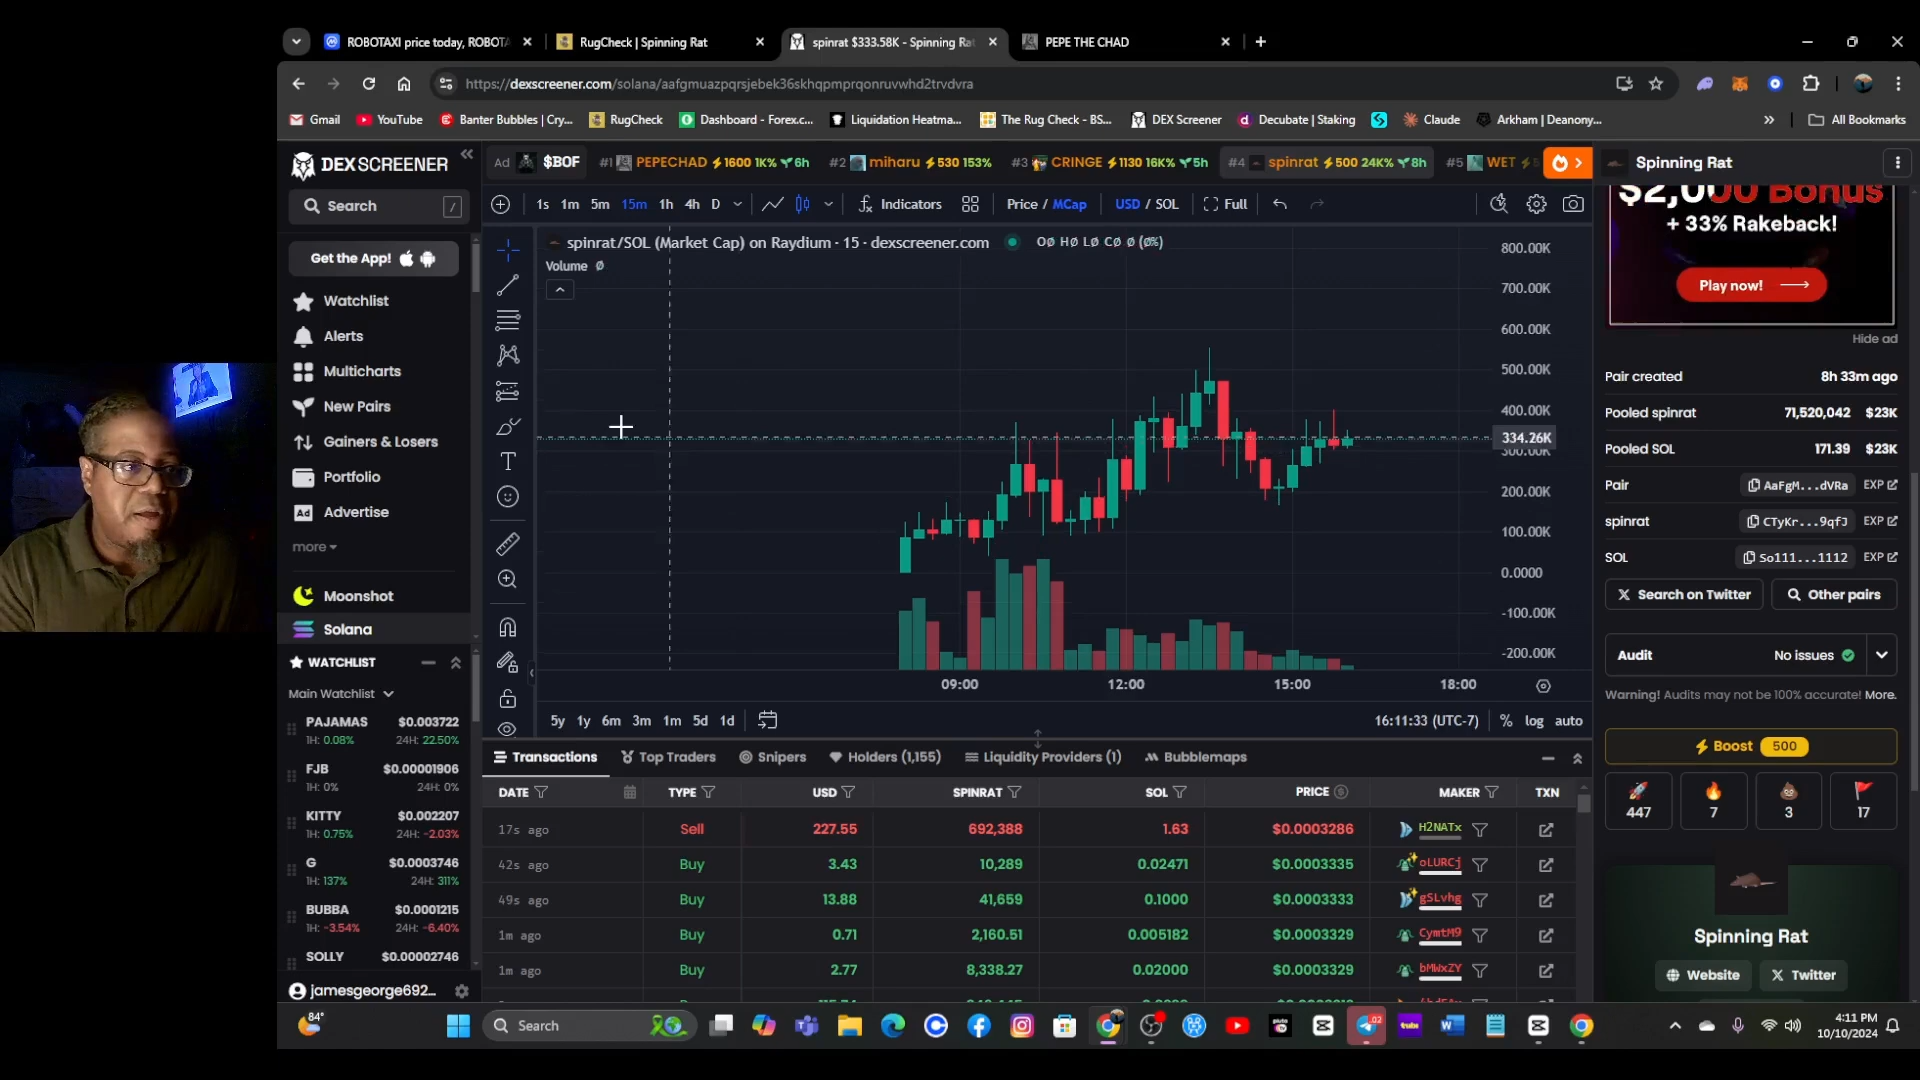 ROBOTAXI price today, ROBOTA
RugCheck | Spinning Rat
spinrat $333.58K - Spinning Ra
PEPE THE CHAD
https://dexscreener.com/solana/aafgmuazpqrsjebek36skhqpmprqonruvwhd2trvdvra
Gmail
YouTube
Banter Bubbles | Cry...
RugCheck
Dashboard - Forex.c...
Liquidation Heatma...
The Rug Check - BS...
DEX Screener
Decubate | Staking
Claude
Arkham | Deanony...
»
All Bookmarks
DEXSCREENER
Ad $BOF
#1 PEPECHAD 1600 1K% 6h
#2 miharu 530 153%
#3 CRINGE 1130 16K% 5h
#4 spinrat 500 24K% 8h
#5 WET
Spinning Rat
Search /
1s 1m 5m 15m 1h 4h D
Indicators
Price / MCap
USD / SOL
Full
Get the App!
Watchlist
Alerts
Multicharts
New Pairs
Gainers & Losers
Portfolio
Ad Advertise
more
Moonshot
Solana
WATCHLIST
Main Watchlist
PAJAMAS $0.003722
1H: 0.08% 24H: 22.50%
FJB $0.00001906
1H: 0% 24H: 0%
KITTY $0.002207
1H: 0.75% 24H: -2.03%
G $0.0003746
1H: 137% 24H: 311%
BUBBA $0.0001215
1H: -3.54% 24H: -6.40%
SOLLY $0.00002746
jamesgeorge692...
spinrat/SOL (Market Cap) on Raydium · 15 · dexscreener.com
O∅ H∅ L∅ C∅ ∅ (∅%)
Volume ∅
800.00K
700.00K
600.00K
500.00K
400.00K
334.26K
300.00K
200.00K
100.00K
0.0000
-100.00K
-200.00K
09:00 12:00 15:00 18:00
5y 1y 6m 3m 1m 5d 1d
16:11:33 (UTC-7) % log auto
Transactions
Top Traders
Snipers
Holders (1,155)
Liquidity Providers (1)
Bubblemaps
DATE TYPE USD SPINRAT SOL PRICE MAKER TXN
17s ago Sell 227.55 692,388 1.63 $0.0003286 H2NATx
42s ago Buy 3.43 10,289 0.02471 $0.0003335 oLURCj
49s ago Buy 13.88 41,659 0.1000 $0.0003333 gSLvhg
1m ago Buy 0.71 2,160.51 0.005182 $0.0003329 CymtM9
1m ago Buy 2.77 8,338.27 0.02000 $0.0003329 bMWxZY
$2,000 Bonus
+ 33% Rakeback!
Play now!
Hide ad
Pair created 8h 33m ago
Pooled spinrat 71,520,042 $23K
Pooled SOL 171.39 $23K
Pair AaFgM...dVRa EXP
spinrat CTyKr...9qfJ EXP
SOL So111...1112 EXP
Search on Twitter
Other pairs
Audit No issues
Warning! Audits may not be 100% accurate! More.
Boost 500
447 7 3 17
Spinning Rat
Website
Twitter
84°
Search
02
4:11 PM
10/10/2024